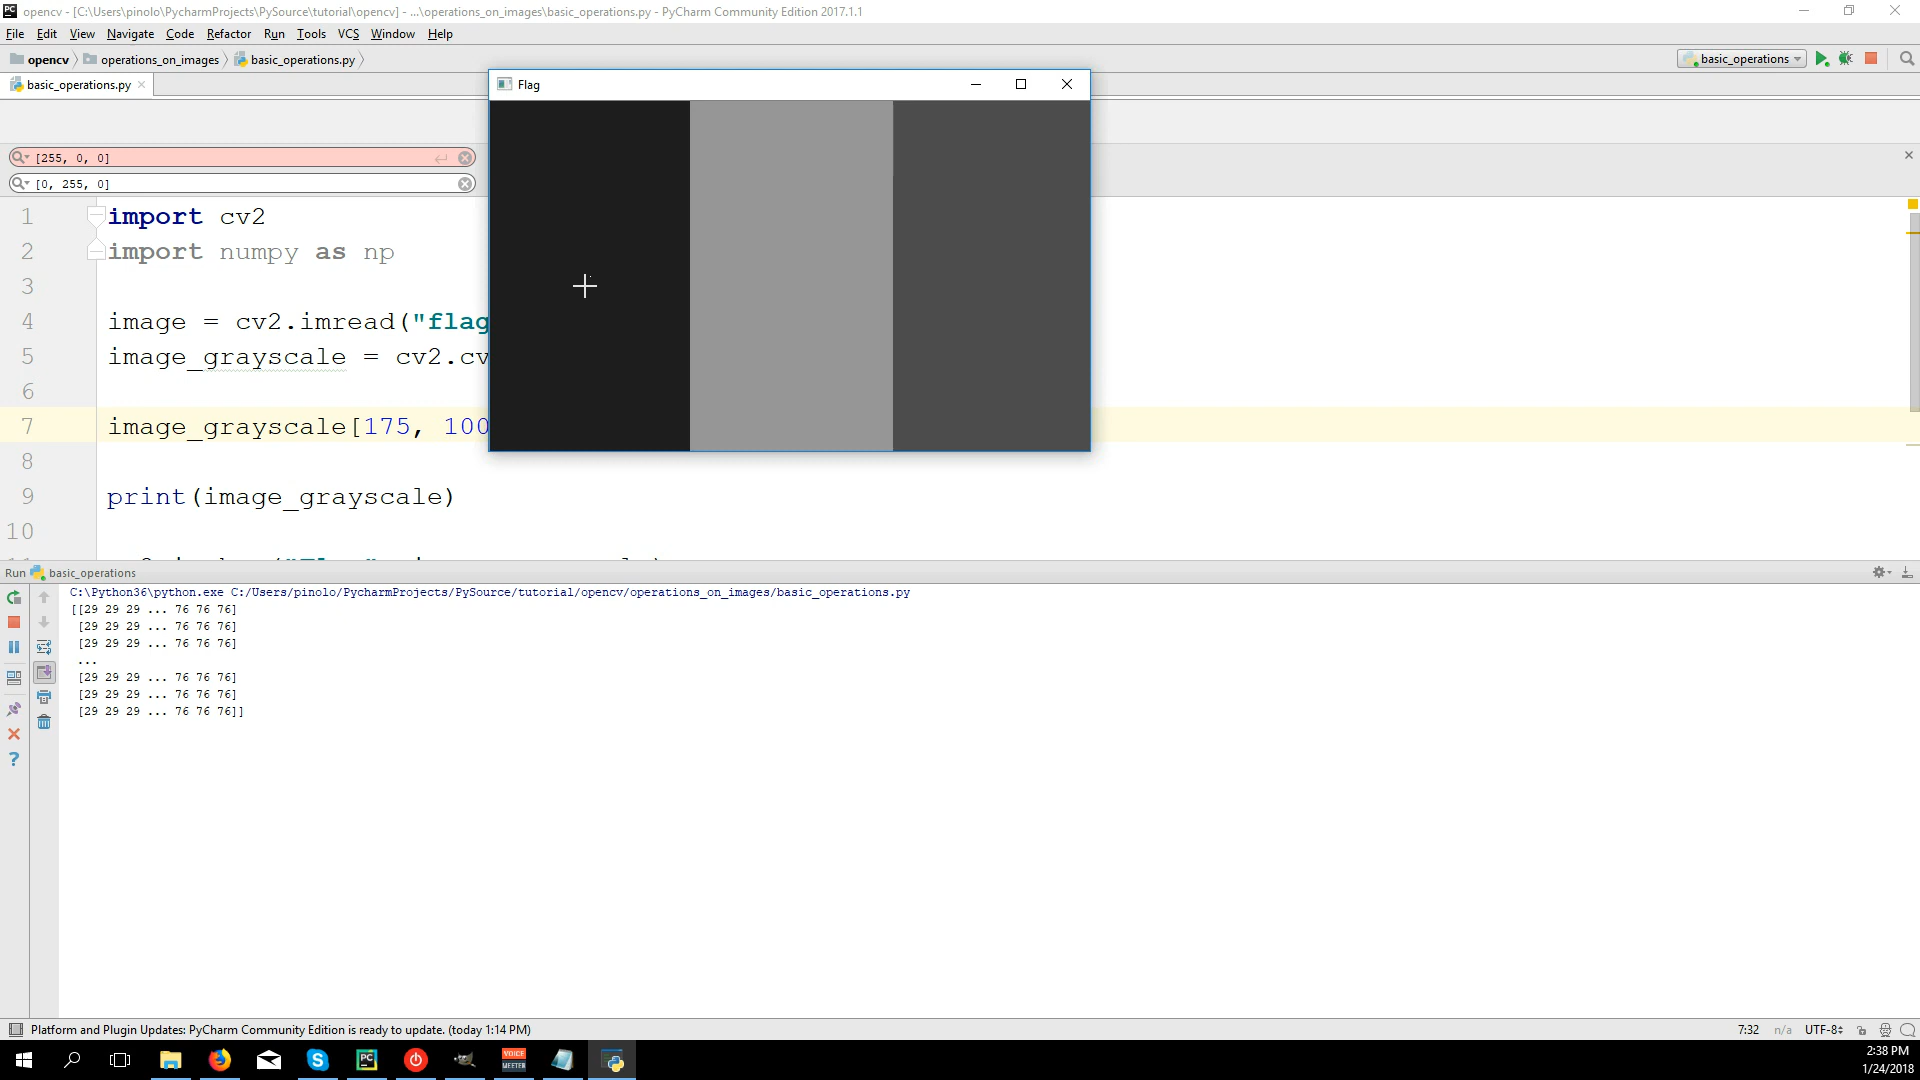 opencv - [C:\Users\pinolo\PycharmProjects\PySource\tutorial\opencv] - ...\operations_on_images\basic_operations.py - PyCharm Community Edition 2017.1.1
File Edit View Navigate Code Refactor Run Tools VCS Window Help
opencv operations_on_images basic_operations.py
basic_operations
basic_operations.py
Flag
[255, 0, 0]
[0, 255, 0]
1 import cv2
2 import numpy as np
3
4 image = cv2.imread("flag
5 image_grayscale = cv2.cv
6
7 image_grayscale[175, 100
8
9 print(image_grayscale)
10
Run basic_operations
C:\Python36\python.exe C:/Users/pinolo/PycharmProjects/PySource/tutorial/opencv/operations_on_images/basic_operations.py
[[29 29 29 ... 76 76 76]
[29 29 29 ... 76 76 76]
[29 29 29 ... 76 76 76]
...
[29 29 29 ... 76 76 76]
[29 29 29 ... 76 76 76]
[29 29 29 ... 76 76 76]]
Platform and Plugin Updates: PyCharm Community Edition is ready to update. (today 1:14 PM)
7:32 n/a UTF-8
VOICE
MEETER
2:38 PM
1/24/2018